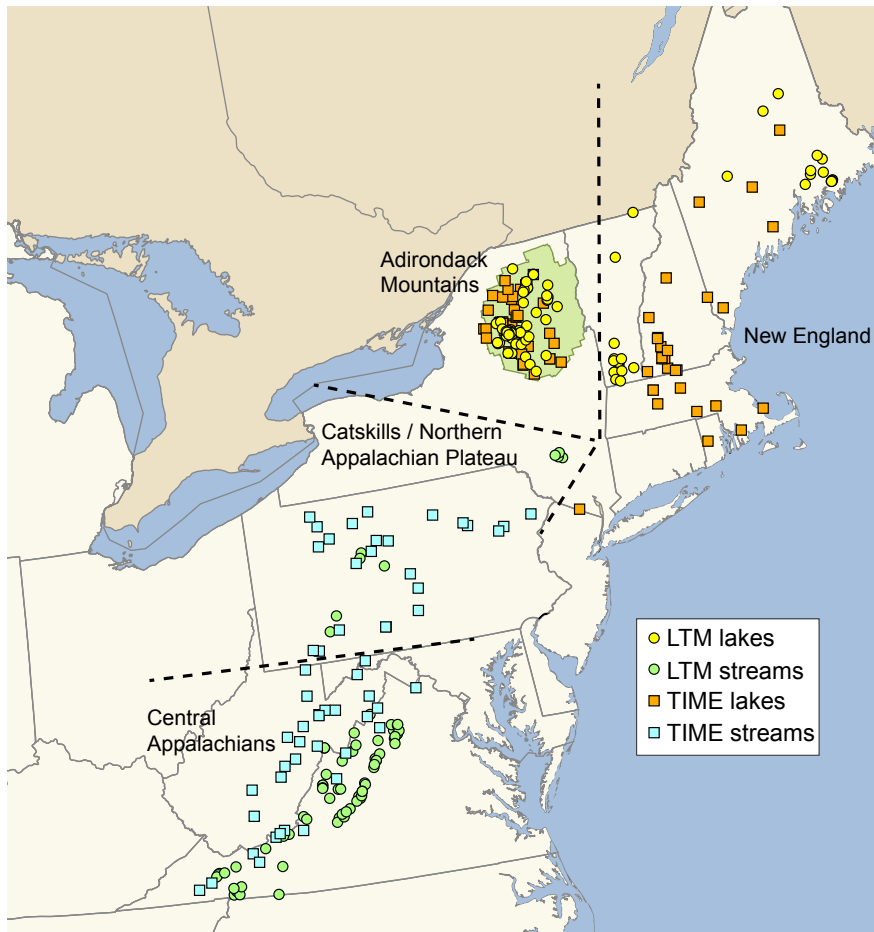 Adirondack
Mountains
New England
Catskills / Northern
Appalachian Plateau
LTM lakes
LTM streams
TIME lakes
TIME streams
Central
Appalachians